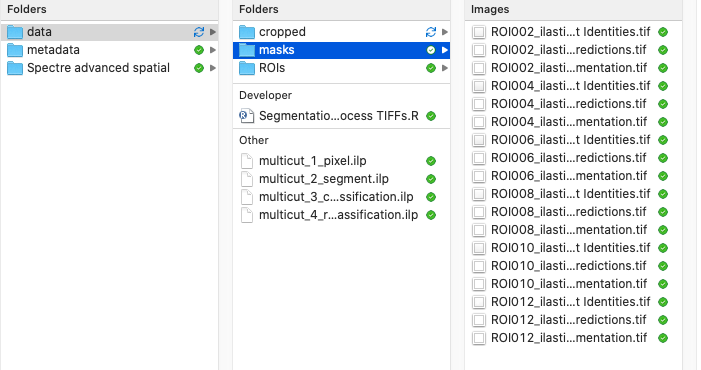 Folders
data
metadata
Spectre advanced spatial
Folders
cropped
masks
ROIs
Developer
Segmentatio...ocess TIFFs.R
Other
multicut_1_pixel.ilp
multicut_2_segment.ilp
multicut_3_c...ssification.ilp
multicut_4_r...assification.ilp
Images
ROI002_ilasti...t Identities.tif
ROI002_ilasti...redictions.tif
ROI002_ilasti...mentation.tif
ROI004_ilasti...t Identities.tif
ROI004_ilasti...redictions.tif
ROI004_ilasti...mentation.tif
ROI006_ilasti...t Identities.tif
ROI006_ilasti...redictions.tif
ROI006_ilasti...mentation.tif
ROI008_ilasti...t Identities.tif
ROI008_ilasti...redictions.tif
ROI008_ilasti...mentation.tif
ROI010_ilasti...t Identities.tif
ROI010_ilasti...redictions.tif
ROI010_ilasti...mentation.tif
ROI012_ilasti...t Identities.tif
ROI012_ilasti...redictions.tif
ROI012_ilasti...mentation.tif